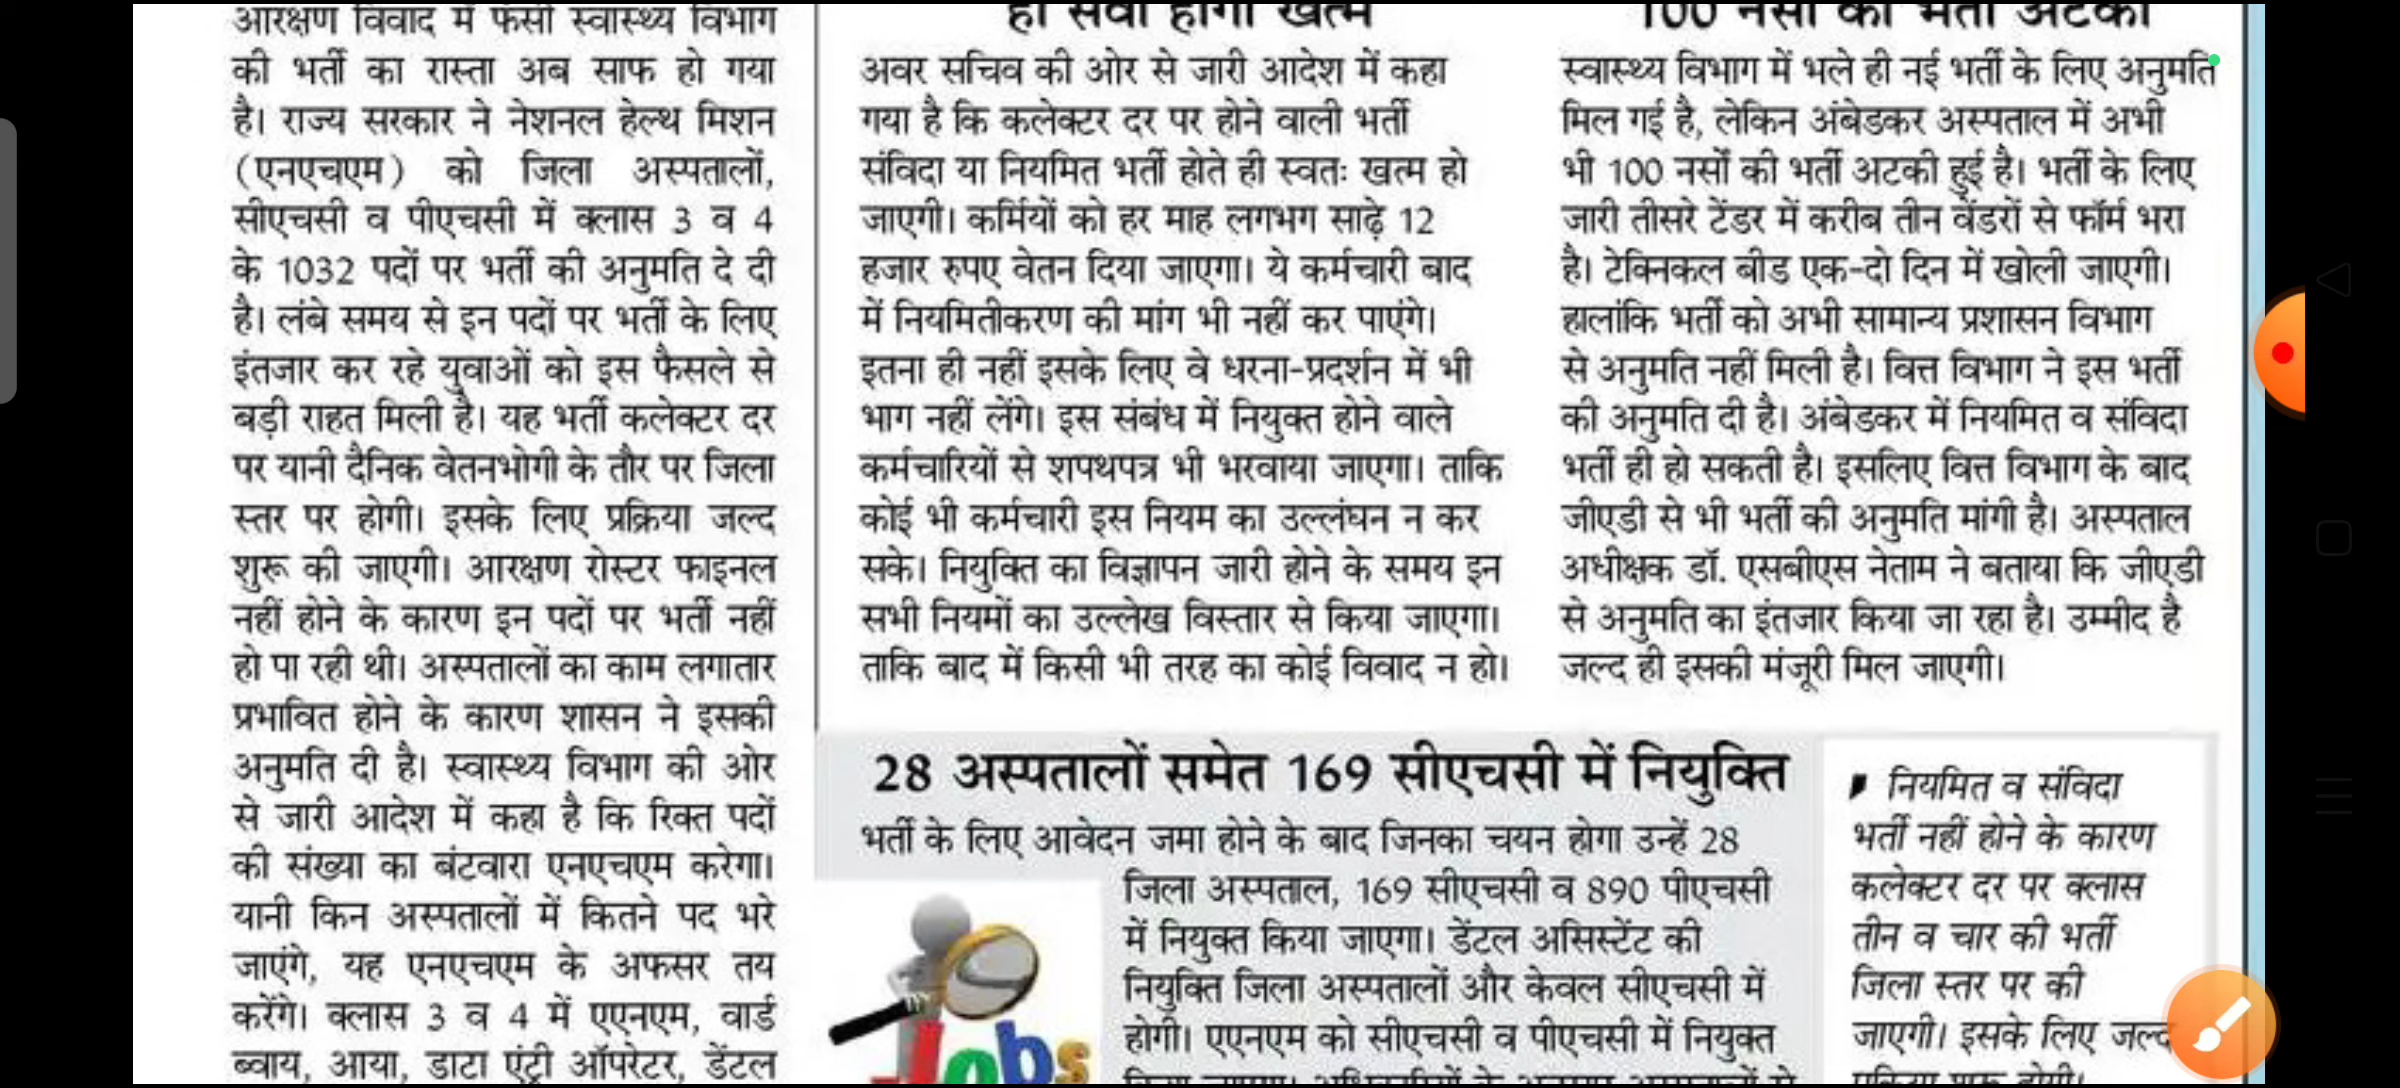 आरक्षण विवाद में फंसी स्वास्थ्य विभाग
की भर्ती का रास्ता अब साफ हो गया
है। राज्य सरकार ने नेशनल हेल्थ मिशन
(एनएचएम) को जिला अस्पतालों,
सीएचसी व पीएचसी में क्लास 3 व 4
के 1032 पदों पर भर्ती की अनुमति दे दी
है। लंबे समय से इन पदों पर भर्ती के लिए
इंतजार कर रहे युवाओं को इस फैसले से
बड़ी राहत मिली है। यह भर्ती कलेक्टर दर
पर यानी दैनिक वेतनभोगी के तौर पर जिला
स्तर पर होगी। इसके लिए प्रक्रिया जल्द
शुरू की जाएगी। आरक्षण रोस्टर फाइनल
नहीं होने के कारण इन पदों पर भर्ती नहीं
हो पा रही थी। अस्पतालों का काम लगातार
प्रभावित होने के कारण शासन ने इसकी
अनुमति दी है। स्वास्थ्य विभाग की ओर
से जारी आदेश में कहा है कि रिक्त पदों
की संख्या का बंटवारा एनएचएम करेगा।
यानी किन अस्पतालों में कितने पद भरे
जाएंगे, यह एनएचएम के अफसर तय
करेंगे। क्लास 3 व 4 में एएनएम, वार्ड
ब्वाय, आया, डाटा एंट्री ऑपरेटर, डेंटल
ही सेवा होगी खत्म
अवर सचिव की ओर से जारी आदेश में कहा
गया है कि कलेक्टर दर पर होने वाली भर्ती
संविदा या नियमित भर्ती होते ही स्वतः खत्म हो
जाएगी। कर्मियों को हर माह लगभग साढ़े 12
हजार रुपए वेतन दिया जाएगा। ये कर्मचारी बाद
में नियमितीकरण की मांग भी नहीं कर पाएंगे।
इतना ही नहीं इसके लिए वे धरना-प्रदर्शन में भी
भाग नहीं लेंगे। इस संबंध में नियुक्त होने वाले
कर्मचारियों से शपथपत्र भी भरवाया जाएगा। ताकि
कोई भी कर्मचारी इस नियम का उल्लंघन न कर
सके। नियुक्ति का विज्ञापन जारी होने के समय इन
सभी नियमों का उल्लेख विस्तार से किया जाएगा।
ताकि बाद में किसी भी तरह का कोई विवाद न हो।
100 नर्सों की भर्ती अटकी
स्वास्थ्य विभाग में भले ही नई भर्ती के लिए अनुमति
मिल गई है, लेकिन अंबेडकर अस्पताल में अभी
भी 100 नर्सों की भर्ती अटकी हुई है। भर्ती के लिए
जारी तीसरे टेंडर में करीब तीन वेंडरों से फॉर्म भरा
है। टेक्निकल बीड एक-दो दिन में खोली जाएगी।
हालांकि भर्ती को अभी सामान्य प्रशासन विभाग
से अनुमति नहीं मिली है। वित्त विभाग ने इस भर्ती
की अनुमति दी है। अंबेडकर में नियमित व संविदा
भर्ती ही हो सकती है। इसलिए वित्त विभाग के बाद
जीएडी से भी भर्ती की अनुमति मांगी है। अस्पताल
अधीक्षक डॉ. एसबीएस नेताम ने बताया कि जीएडी
से अनुमति का इंतजार किया जा रहा है। उम्मीद है
जल्द ही इसकी मंजूरी मिल जाएगी।
28 अस्पतालों समेत 169 सीएचसी में नियुक्ति
भर्ती के लिए आवेदन जमा होने के बाद जिनका चयन होगा उन्हें 28
जिला अस्पताल, 169 सीएचसी व 890 पीएचसी
में नियुक्त किया जाएगा। डेंटल असिस्टेंट की
नियुक्ति जिला अस्पतालों और केवल सीएचसी में
होगी। एएनएम को सीएचसी व पीएचसी में नियुक्त
Jobs
नियमित व संविदा
भर्ती नहीं होने के कारण
कलेक्टर दर पर क्लास
तीन व चार की भर्ती
जिला स्तर पर की
जाएगी। इसके लिए जल्द
प्रक्रिया शुरू होगी।